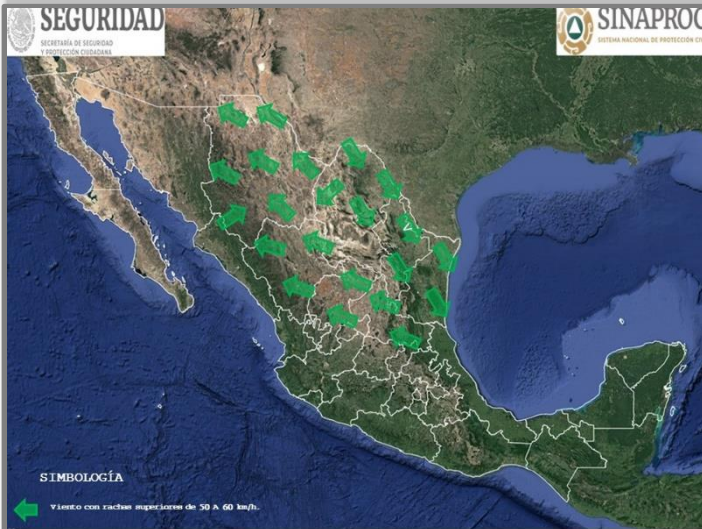 SEGURIDAD
SECRETARÍA DE SEGURIDAD
Y PROTECCIÓN CIUDADANA
SINAPROC
SISTEMA NACIONAL DE PROTECCIÓN CI
SIMBOLOGÍA
Viento con rachas superiores de 50 A 60 km/h.